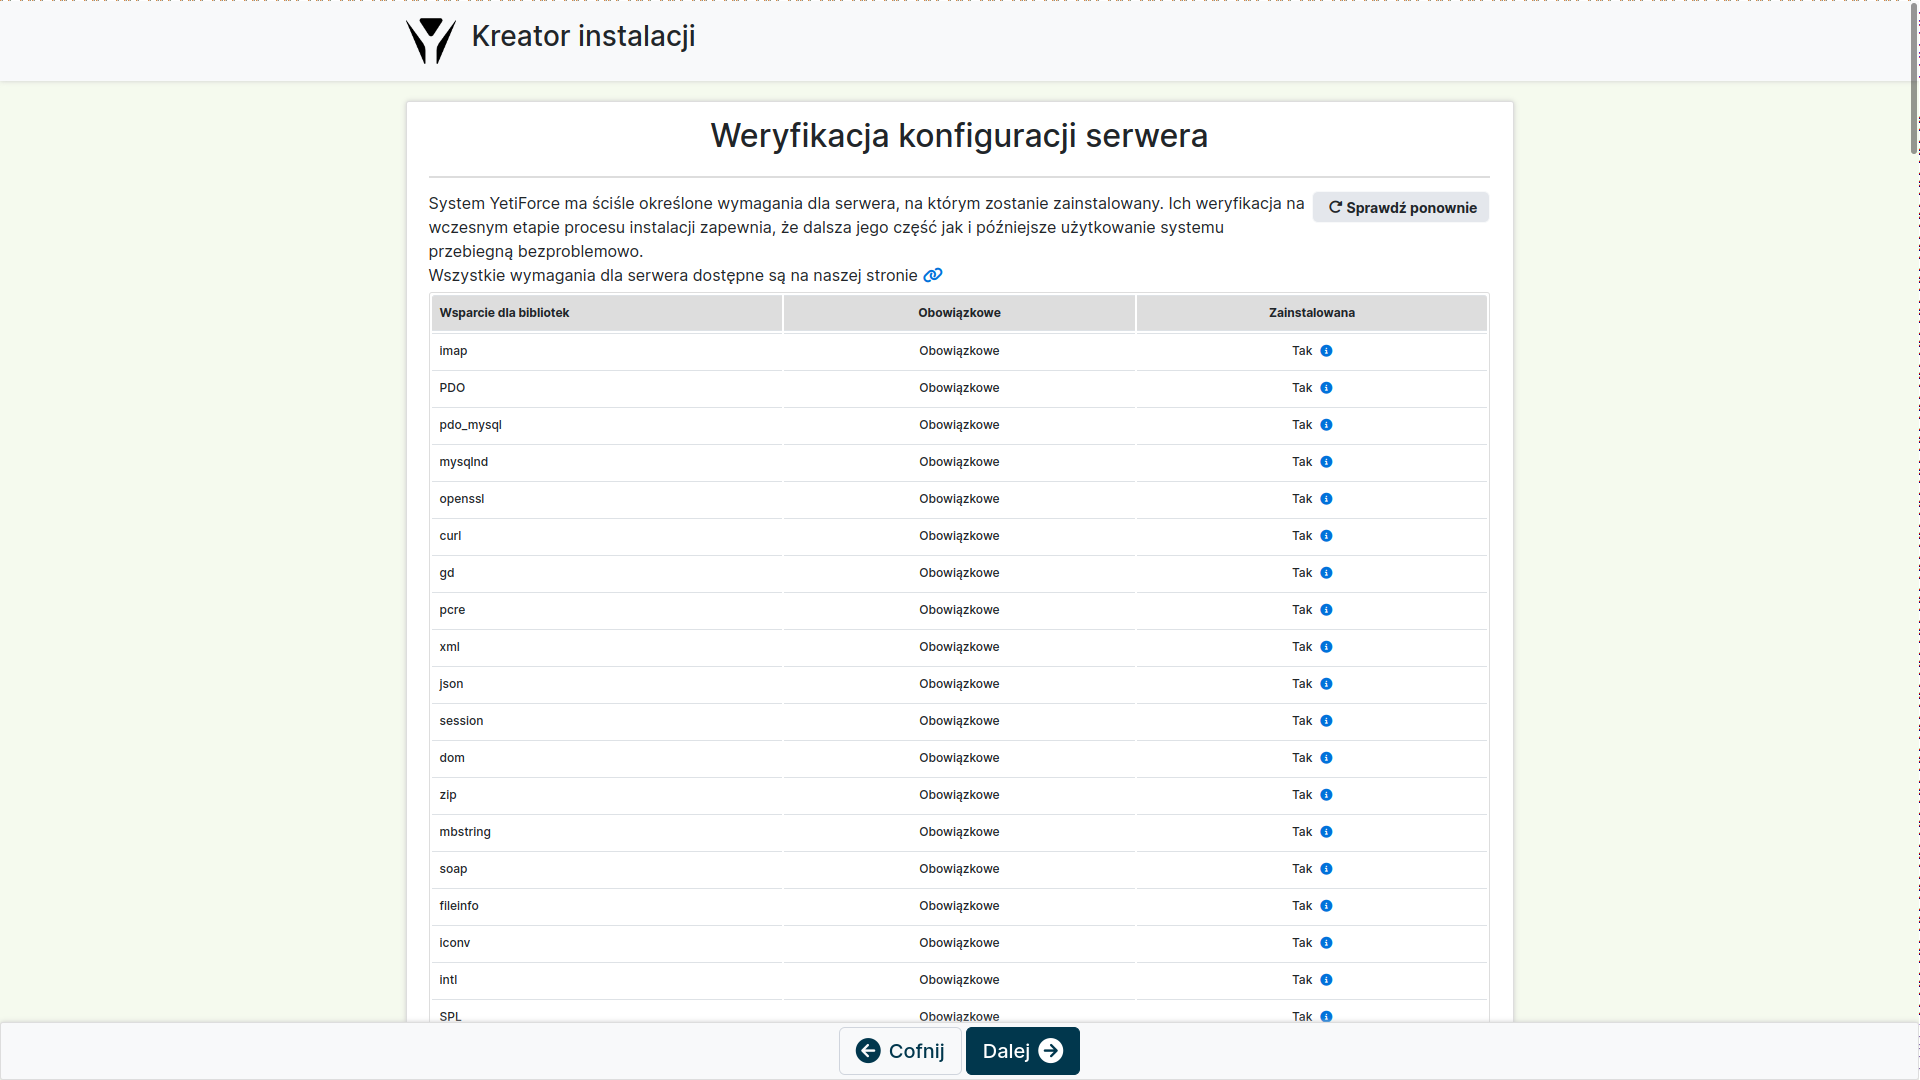 Kreator instalacji
Weryfikacja konfiguracji serwera
System YetiForce ma ściśle określone wymagania dla serwera, na którym zostanie zainstalowany. Ich weryfikacja na
wczesnym etapie procesu instalacji zapewnia, że dalsza jego część jak i późniejsze użytkowanie systemu
przebiegną bezproblemowo.
Sprawdź ponownie
Wszystkie wymagania dla serwera dostępne są na naszej stronie
Wsparcie dla bibliotek Obowiązkowe Zainstalowana
imap Obowiązkowe Tak
PDO Obowiązkowe Tak
pdo_mysql Obowiązkowe Tak
mysqlnd Obowiązkowe Tak
openssl Obowiązkowe Tak
curl Obowiązkowe Tak
gd Obowiązkowe Tak
pcre Obowiązkowe Tak
xml Obowiązkowe Tak
json Obowiązkowe Tak
session Obowiązkowe Tak
dom Obowiązkowe Tak
zip Obowiązkowe Tak
mbstring Obowiązkowe Tak
soap Obowiązkowe Tak
fileinfo Obowiązkowe Tak
iconv Obowiązkowe Tak
intl Obowiązkowe Tak
SPL Obowiązkowe Tak
Cofnij Dalej